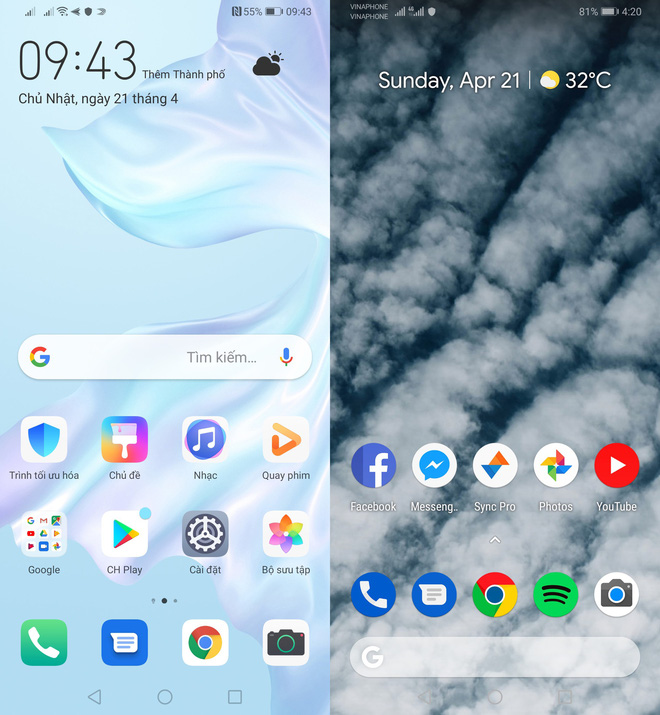 55% 09:43
09:43 Thêm Thành phố
Chủ Nhật, ngày 21 tháng 4
Tìm kiếm...
Trình tối ưu hóa
Chủ đề
Nhạc
Quay phim
Google
CH Play
Cài đặt
Bộ sưu tập
VINAPHONE
VINAPHONE
81% 4:20
Sunday, Apr 21 | 32°C
Facebook
Messeng..
Sync Pro
Photos
YouTube